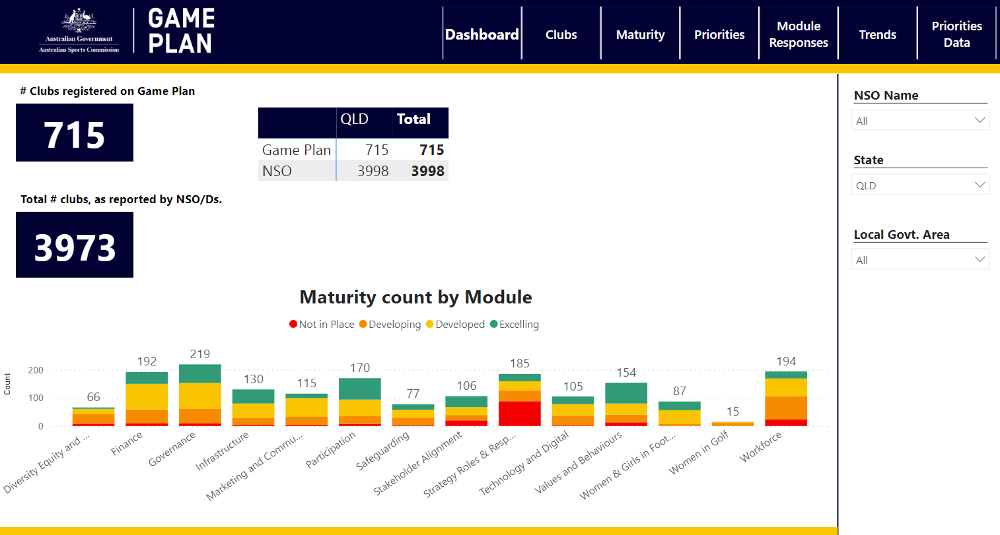 Australian Government
Australian Sports Commission
GAME
PLAN
Dashboard
Clubs
Maturity
Priorities
Module
Responses
Trends
Priorities
Data
# Clubs registered on Game Plan
715
QLD Total
Game Plan 715 715
NSO 3998 3998
Total # clubs, as reported by NSO/Ds.
3973
NSO Name
All
State
QLD
Local Govt. Area
All
Maturity count by Module
Not in Place Developing Developed Excelling
Count
200
100
0
66
192
219
130
115
170
77
106
185
105
154
87
15
194
Diversity Equity and ...
Finance
Governance
Infrastructure
Marketing and Commu...
Participation
Safeguarding
Stakeholder Alignment
Strategy Roles & Resp...
Technology and Digital
Values and Behaviours
Women & Girls in Foot...
Women in Golf
Workforce